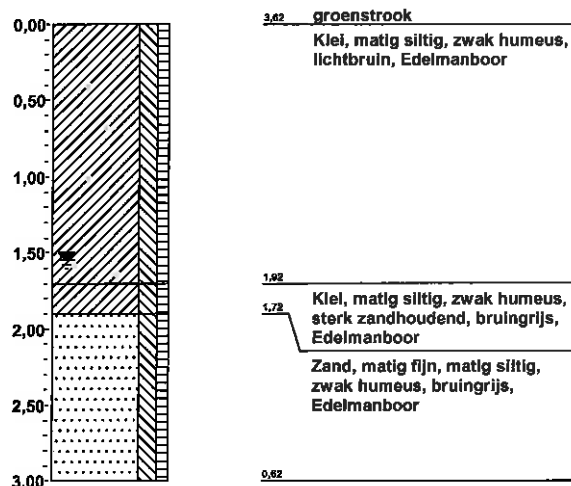 0,00
0,50
1,00
1,50
2,00
2,50
3,00
3,62 groenstrook
Klei, matig siltig, zwak humeus,
lichtbruin, Edelmanboor
1,92
Klei, matig siltig, zwak humeus,
sterk zandhoudend, bruingrijs,
Edelmanboor
1,72
Zand, matig fijn, matig siltig,
zwak humeus, bruingrijs,
Edelmanboor
0,62